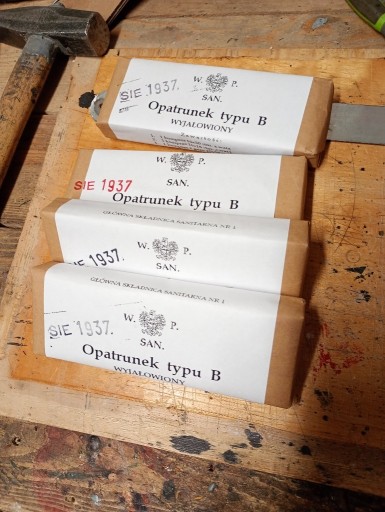 SIE 1937.
W. P.
SAN.
Opatrunek typu B
WYJAŁOWIONY
Zawartość:
W. P.
SAN.
SIE 1937
Opatrunek typu B
GŁÓWNA SKŁADNICA SANITARNA NR 1
W. P.
SIE 1937.
SAN.
GŁÓWNA SKŁADNICA SANITARNA NR 1
W. P.
SIE 1937.
SAN.
Opatrunek typu B
WYJAŁOWIONY